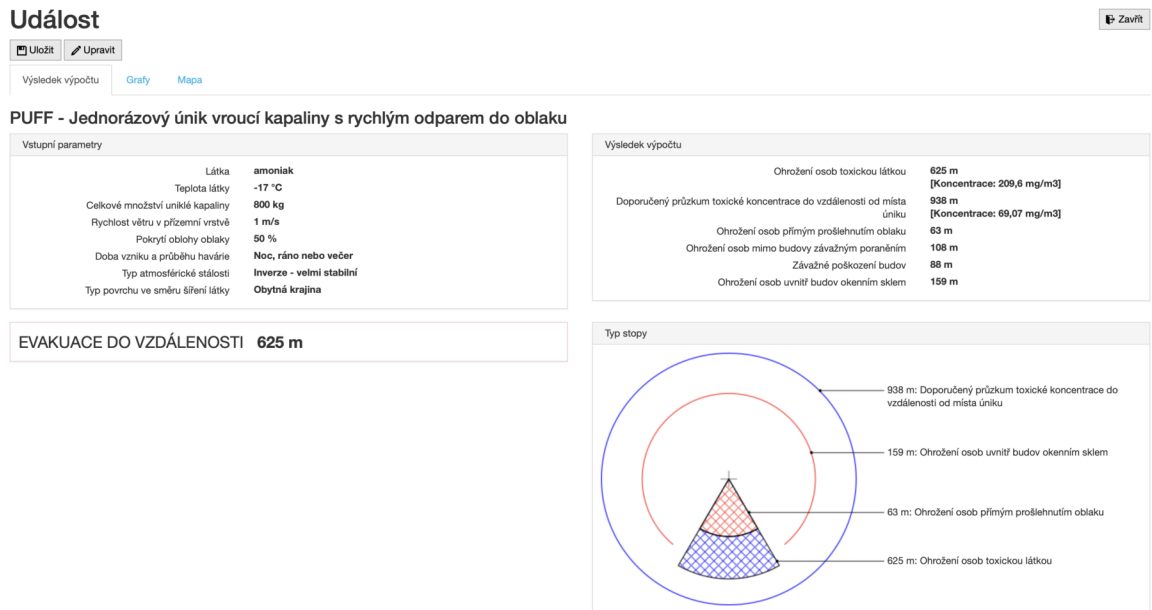 Událost
Zavřít
Uložit
Upravit
Výsledek výpočtu
Grafy
Mapa
PUFF - Jednorázový únik vroucí kapaliny s rychlým odparem do oblaku
Vstupní parametry
Látka amoniak
Teplota látky -17 °C
Celkové množství uniklé kapaliny 800 kg
Rychlost větru v přízemní vrstvě 1 m/s
Pokrytí oblohy oblaky 50 %
Doba vzniku a průběhu havárie Noc, ráno nebo večer
Typ atmosférické stálosti Inverze - velmi stabilní
Typ povrchu ve směru šíření látky Obytná krajina
EVAKUACE DO VZDÁLENOSTI 625 m
Výsledek výpočtu
Ohrožení osob toxickou látkou 625 m
[Koncentrace: 209,6 mg/m3]
Doporučený průzkum toxické koncentrace do vzdálenosti od místa 938 m
úniku [Koncentrace: 69,07 mg/m3]
Ohrožení osob přímým prošlehnutím oblaku 63 m
Ohrožení osob mimo budovy závažným poraněním 108 m
Závažné poškození budov 88 m
Ohrožení osob uvnitř budov okenním sklem 159 m
Typ stopy
938 m: Doporučený průzkum toxické koncentrace do
vzdálenosti od místa úniku
159 m: Ohrožení osob uvnitř budov okenním sklem
63 m: Ohrožení osob přímým prošlehnutím oblaku
625 m: Ohrožení osob toxickou látkou